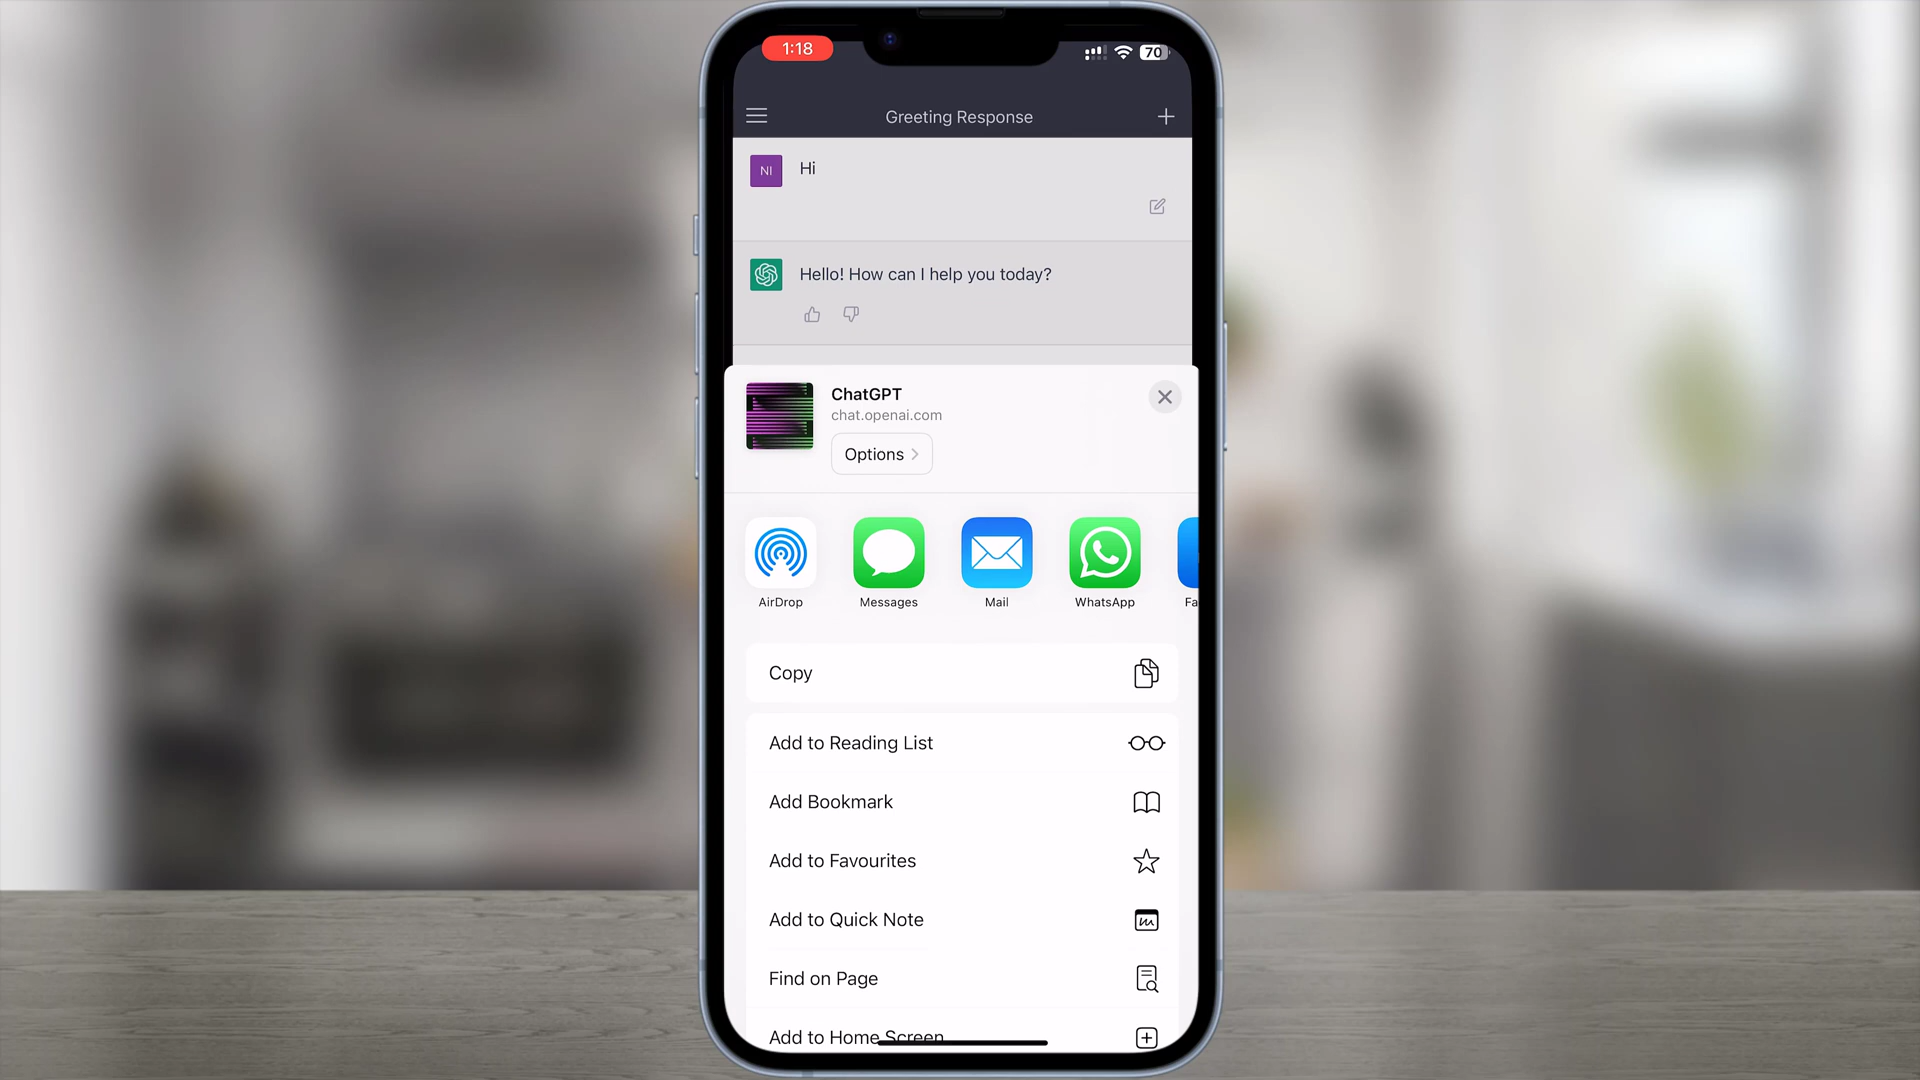 1:18
70
Greeting Response
NI
Hi
Hello! How can I help you today?
ChatGPT
chat.openai.com
Options
AirDrop
Messages
Mail
WhatsApp
Fa
Copy
Add to Reading List
Add Bookmark
Add to Favourites
Add to Quick Note
Find on Page
Add to Home Screen